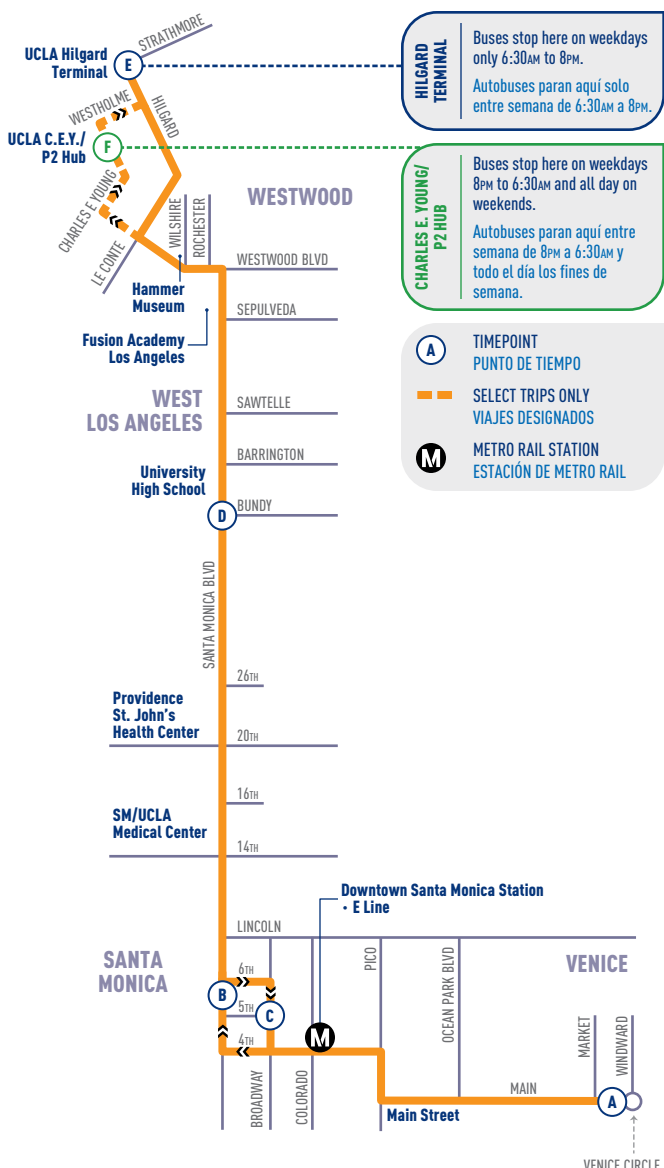 STRATHMORE
UCLA Hilgard
Terminal
E
WESTHOLME
HILGARD
UCLA C.E.Y./
P2 Hub
F
CHARLES E YOUNG
LE CONTE
WILSHIRE
ROCHESTER
WESTWOOD
WESTWOOD BLVD
Hammer
Museum
SEPULVEDA
Fusion Academy
Los Angeles
WEST
LOS ANGELES
SAWTELLE
BARRINGTON
University
High School
D
BUNDY
SANTA MONICA BLVD
26TH
Providence
St. John's
Health Center
20TH
16TH
SM/UCLA
Medical Center
14TH
Downtown Santa Monica Station
· E Line
LINCOLN
SANTA
MONICA
6TH
B
5TH
C
4TH
M
BROADWAY
COLORADO
PICO
OCEAN PARK BLVD
VENICE
MARKET
WINDWARD
MAIN
A
Main Street
VENICE CIRCLE
HILGARD
TERMINAL
Buses stop here on weekdays
only 6:30AM to 8PM.
Autobuses paran aquí solo
entre semana de 6:30AM a 8PM.
CHARLES E. YOUNG/
P2 HUB
Buses stop here on weekdays
8PM to 6:30AM and all day on
weekends.
Autobuses paran aquí entre
semana de 8PM a 6:30AM y
todo el día los fines de
semana.
A
TIMEPOINT
PUNTO DE TIEMPO
SELECT TRIPS ONLY
VIAJES DESIGNADOS
M
METRO RAIL STATION
ESTACIÓN DE METRO RAIL